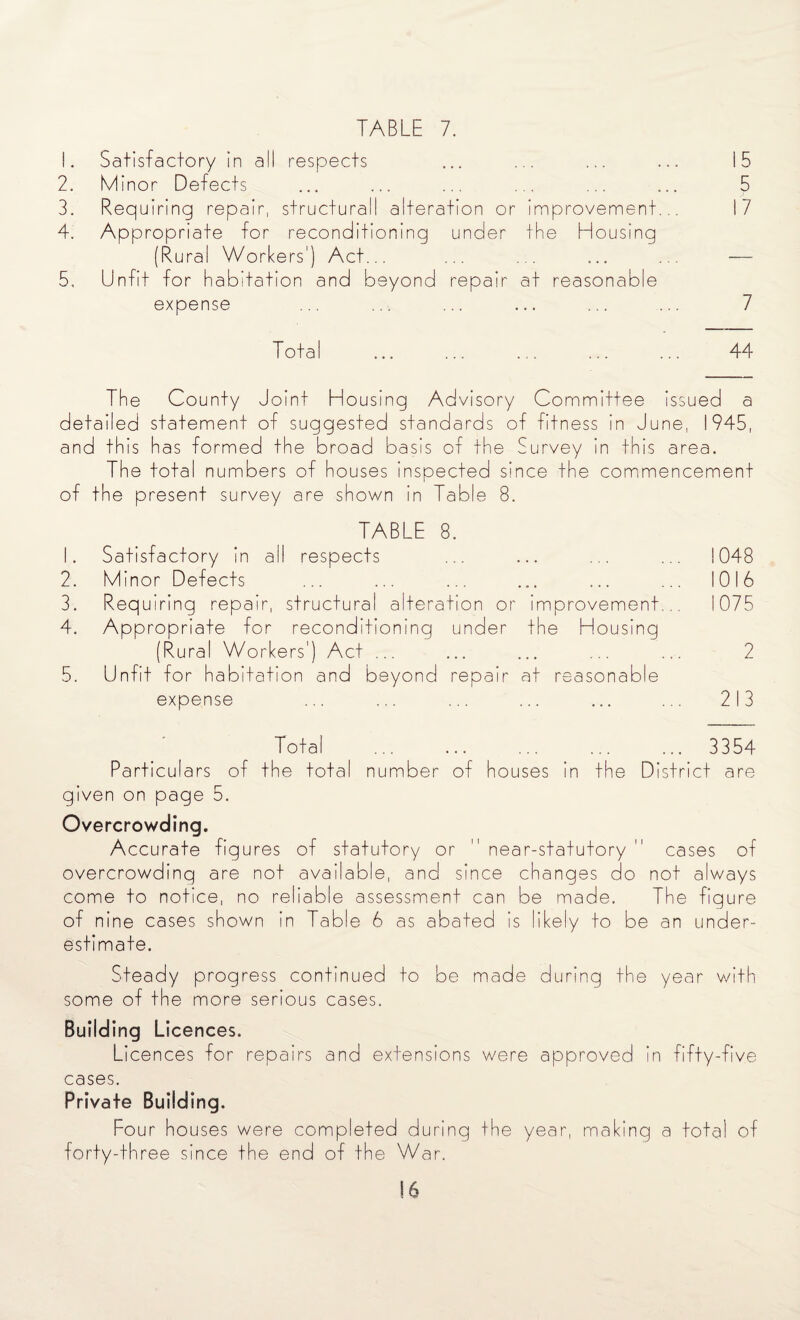 TABLE 7.
1. Satisfactory in all respects ... ... ... ... 15
2. Minor Defects ... ... ... ... ... ... 5
3. Requiring repair, structurall alteration or improvement... 17
4. Appropriate for reconditioning under the Housing
(Rural Workers') Act... ... ... ... ... —
5. Unfit for habitation and beyond repair at reasonable
expense ... ... ... ... ... ... 7
Total ... ... ... ... ... 44
The County Joint Housing Advisory Committee issued a
detailed statement of suggested standards of fitness in June, 1945,
and this has formed the broad basis of the Survey in this area.
The total numbers of houses inspected since the commencement
of the present survey are shown in Table 8.
TABLE 8.
1. Satisfactory in all respects ... ... ... ... 1048
2. Minor Defects ... ... ... ... ... ... 1016
3. Requiring repair, structural alteration or improvement... 1075
4. Appropriate for reconditioning under the Housing
(Rural Workers') Act ... ... ... ... ... 2
5. Unfit for habitation and beyond repair at reasonable
expense ... ... ... ... ... ... 213
Total ... ... ... ... ... 3354
Particulars of the total number of houses in the District are
given on page 5.
Overcrowding.
Accurate figures of statutory or "near-statutory" cases of
overcrowding are not available, and since changes do not always
come to notice, no reliable assessment can be made. The figure
of nine cases shown in Table 6 as abated is likely to be an under-
estimate.
Steady progress continued to be made during the year with
some of the more serious cases.
Building Licences.
Licences for repairs and extensions were approved in fifty-five
cases.
Private Building.
Four houses were completed during the year, making a total of
forty-three since the end of the War.
16